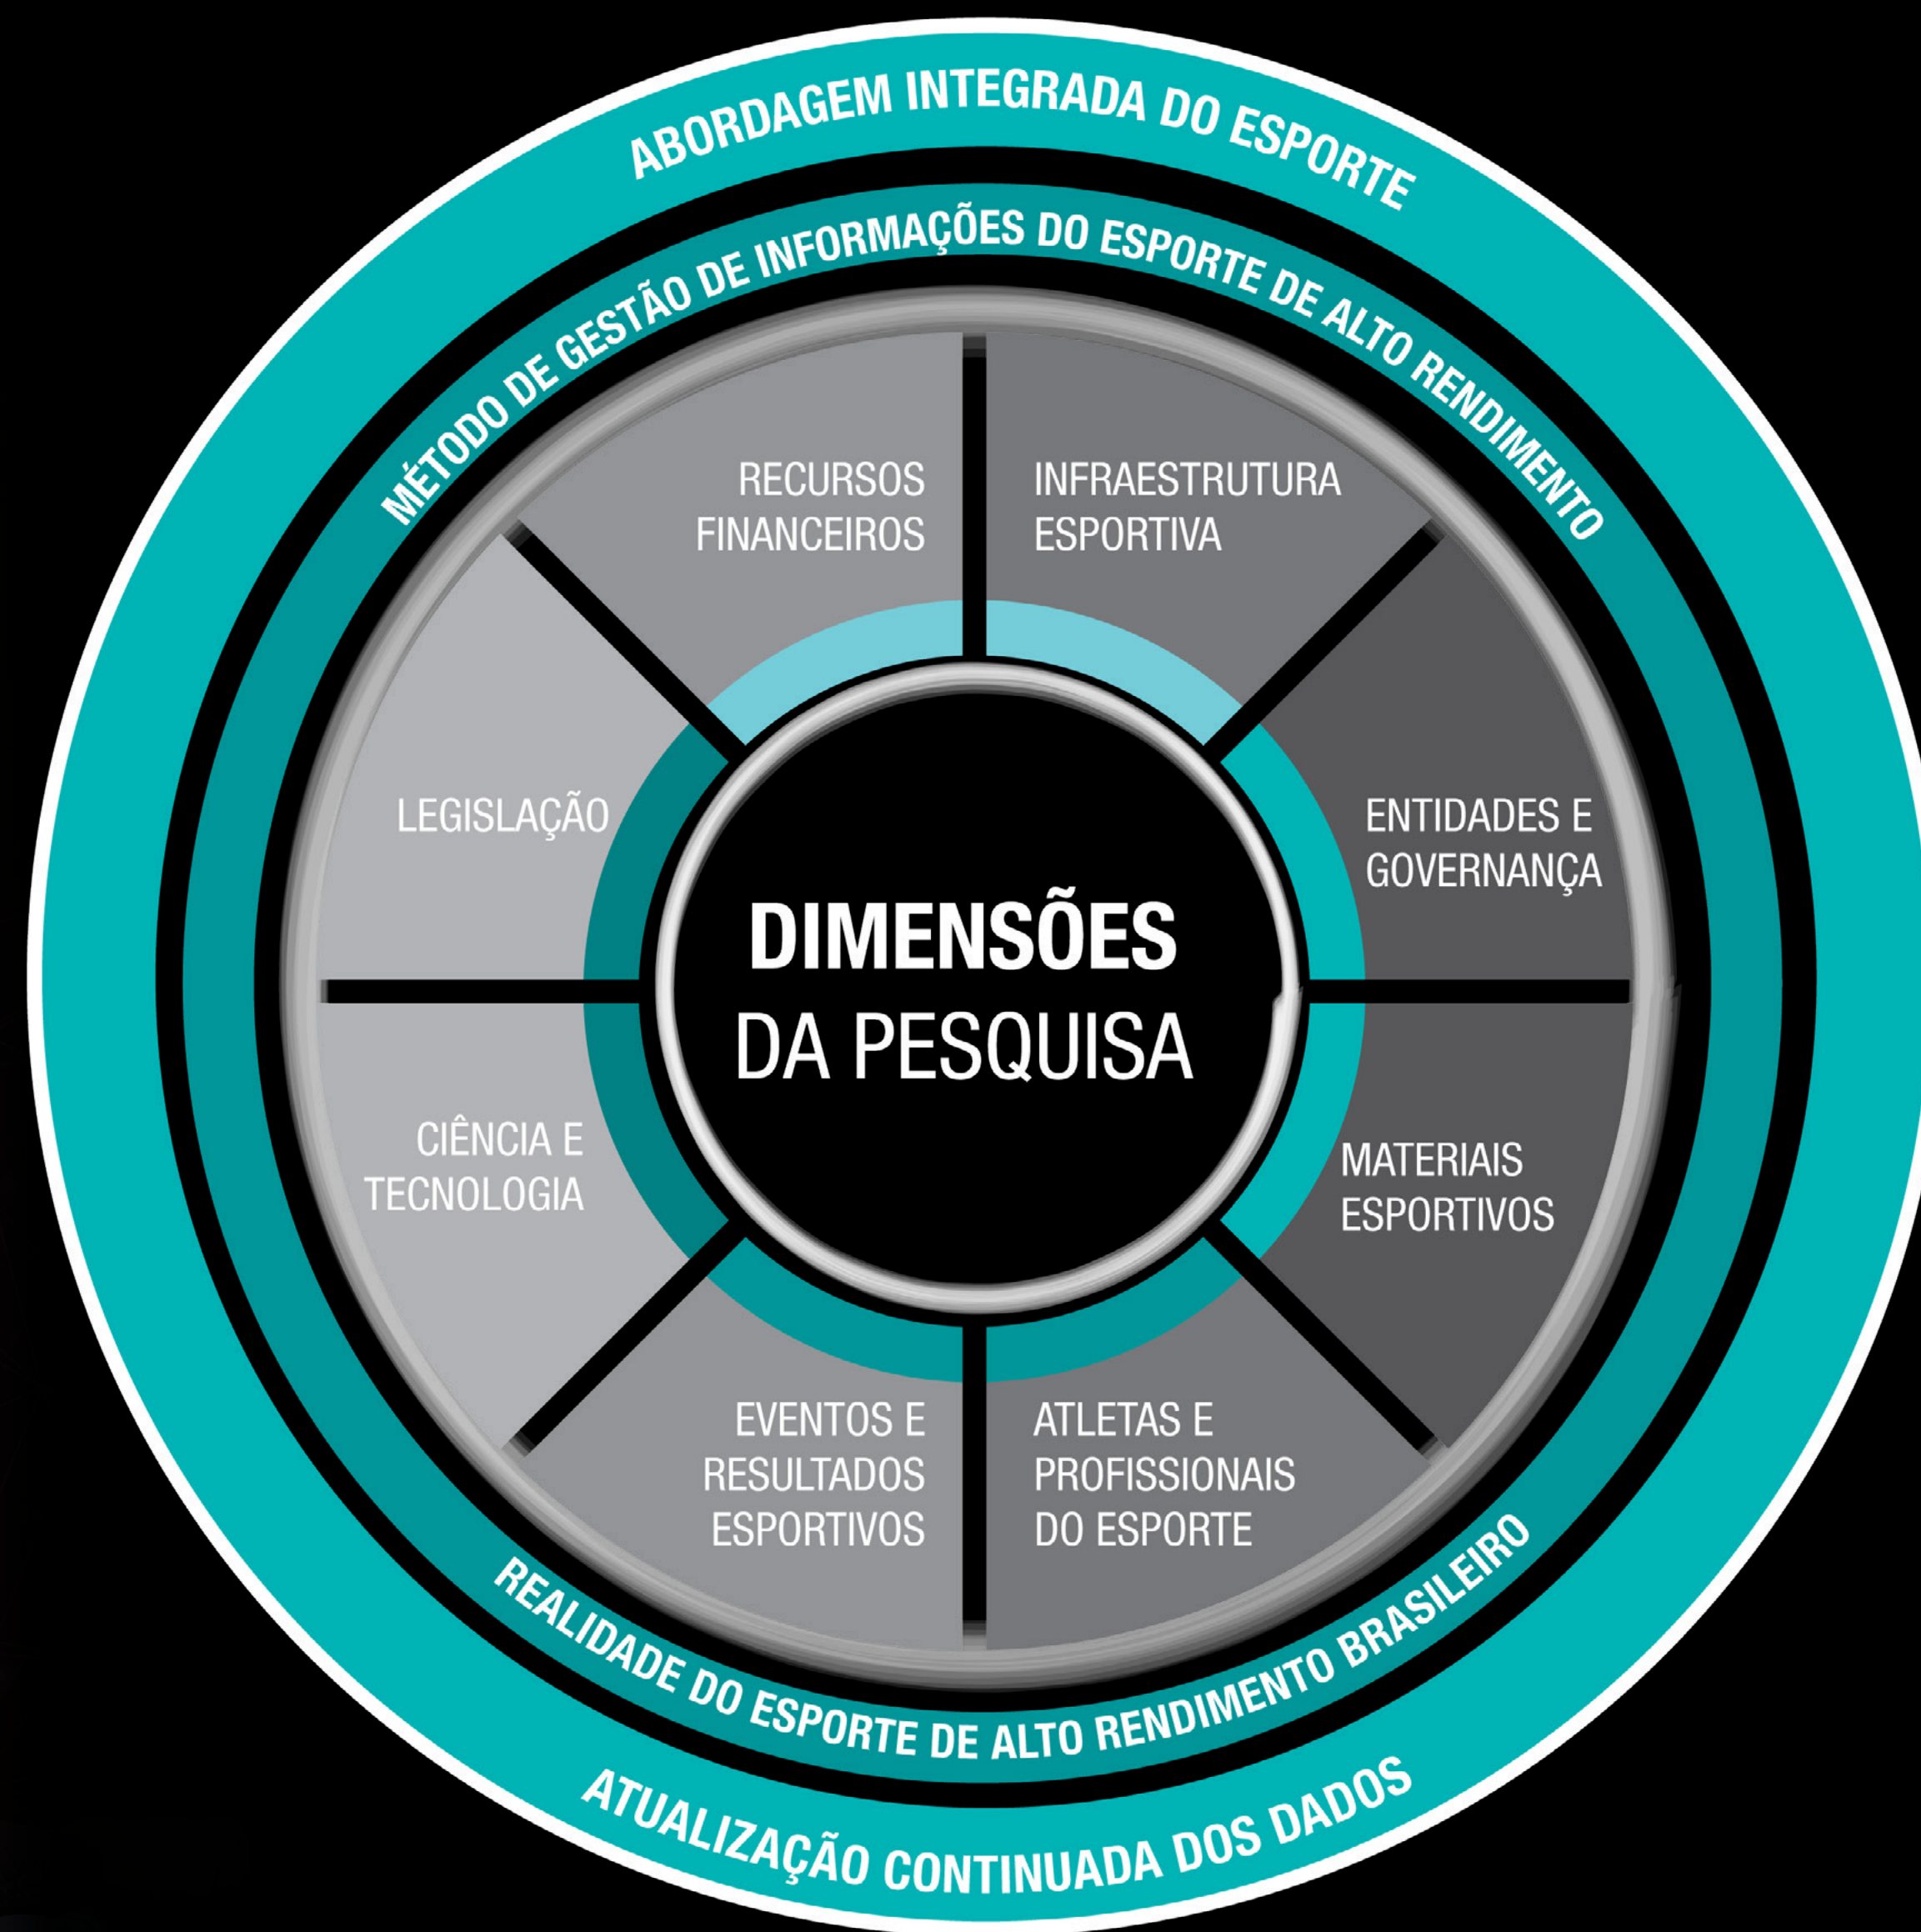 ABORDAGEM INTEGRADA DO ESPORTE
MÉTODO DE GESTÃO DE INFORMAÇÕES DO ESPORTE DE ALTO RENDIMENTO
RECURSOS
FINANCEIROS
INFRAESTRUTURA
ESPORTIVA
LEGISLAÇÃO
ENTIDADES E
GOVERNANÇA
DIMENSÕES
DA PESQUISA
CIÊNCIA E
TECNOLOGIA
MATERIAIS
ESPORTIVOS
EVENTOS E
RESULTADOS
ESPORTIVOS
ATLETAS E
PROFISSIONAIS
DO ESPORTE
REALIDADE DO ESPORTE DE ALTO RENDIMENTO BRASILEIRO
ATUALIZAÇÃO CONTINUADA DOS DADOS